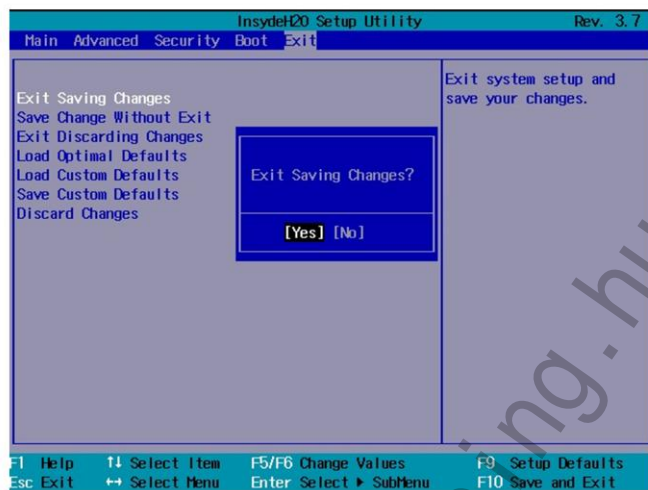 InsydeH2O Setup Utility Rev. 3.7
Main Advanced Security Boot Exit
Exit Saving Changes
Save Change Without Exit
Exit Discarding Changes
Load Optimal Defaults
Load Custom Defaults
Save Custom Defaults
Discard Changes
Exit Saving Changes?
[Yes] [No]
Exit system setup and
save your changes.
F1 Help ↑↓ Select Item F5/F6 Change Values F9 Setup Defaults
Esc Exit ↔ Select Menu Enter Select ▶ SubMenu F10 Save and Exit